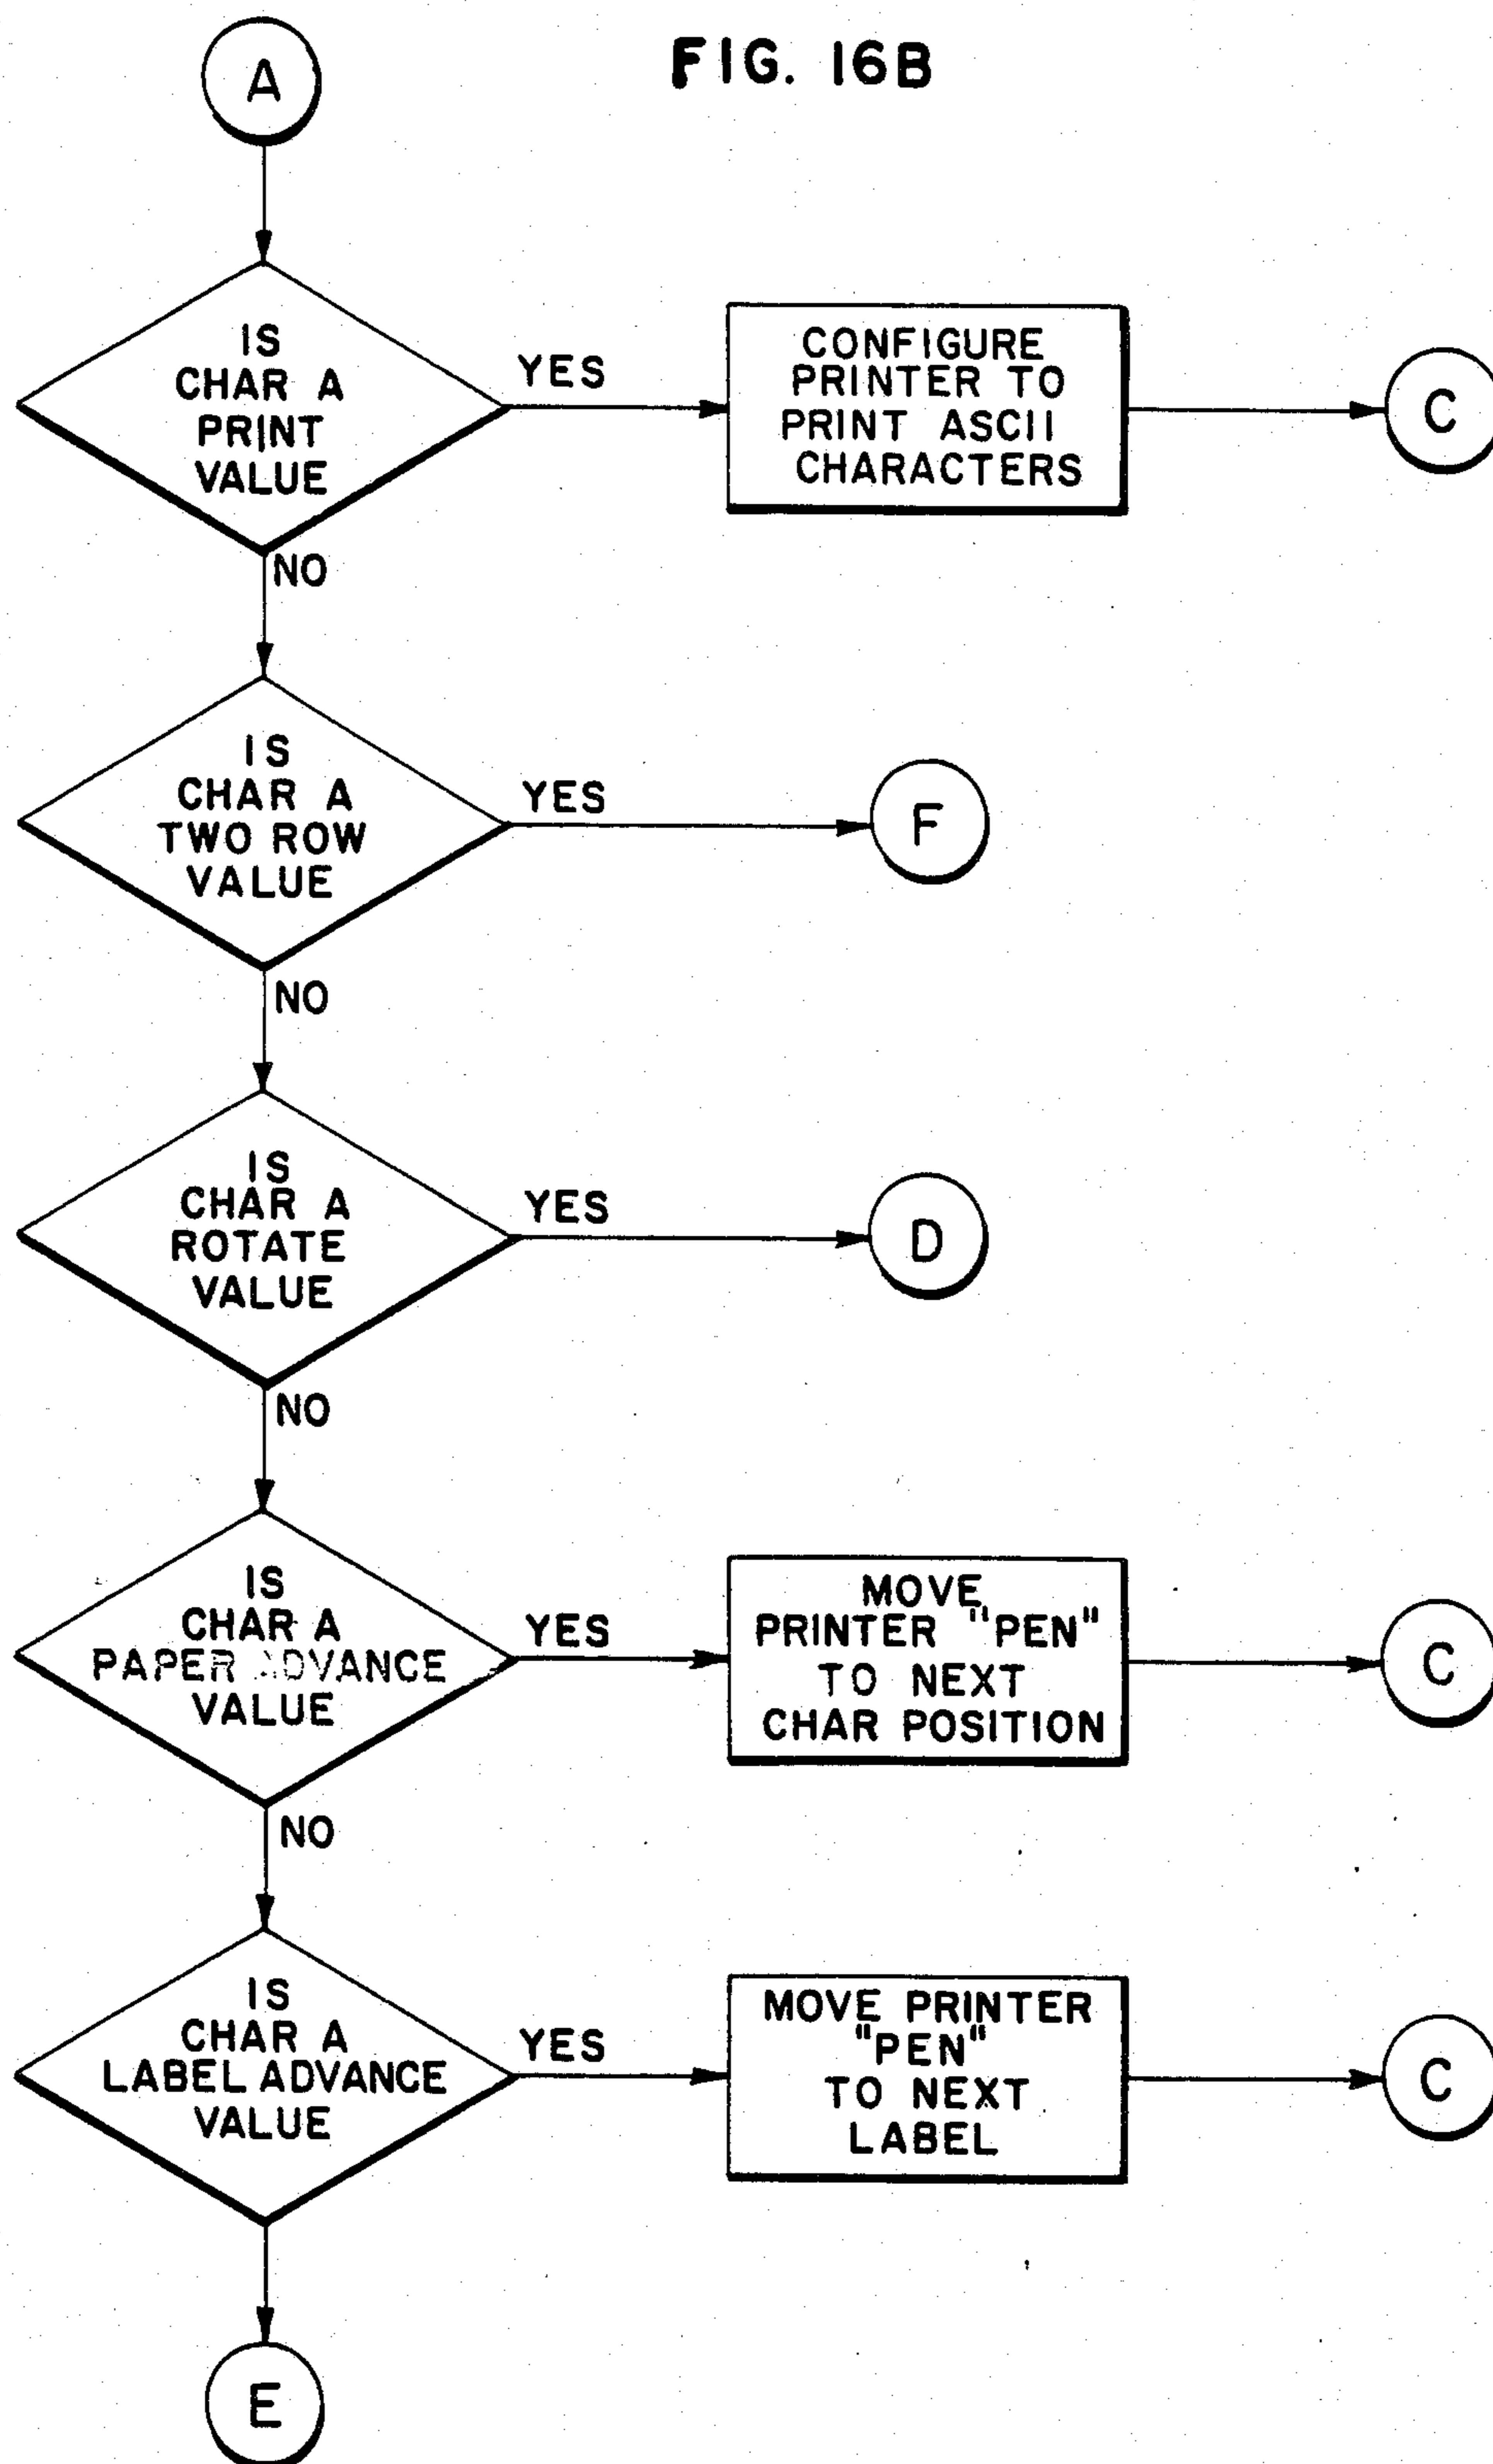 FIG. 16B
A
IS
CHAR A
PRINT
VALUE
YES
CONFIGURE
PRINTER TO
PRINT ASCII
CHARACTERS
C
NO
IS
CHAR A
TWO ROW
VALUE
YES
F
NO
IS
CHAR A
ROTATE
VALUE
YES
D
NO
IS
CHAR A
PAPER ADVANCE
VALUE
YES
MOVE
PRINTER "PEN"
TO NEXT
CHAR POSITION
C
NO
IS
CHAR A
LABEL ADVANCE
VALUE
YES
MOVE PRINTER
"PEN"
TO NEXT
LABEL
C
E